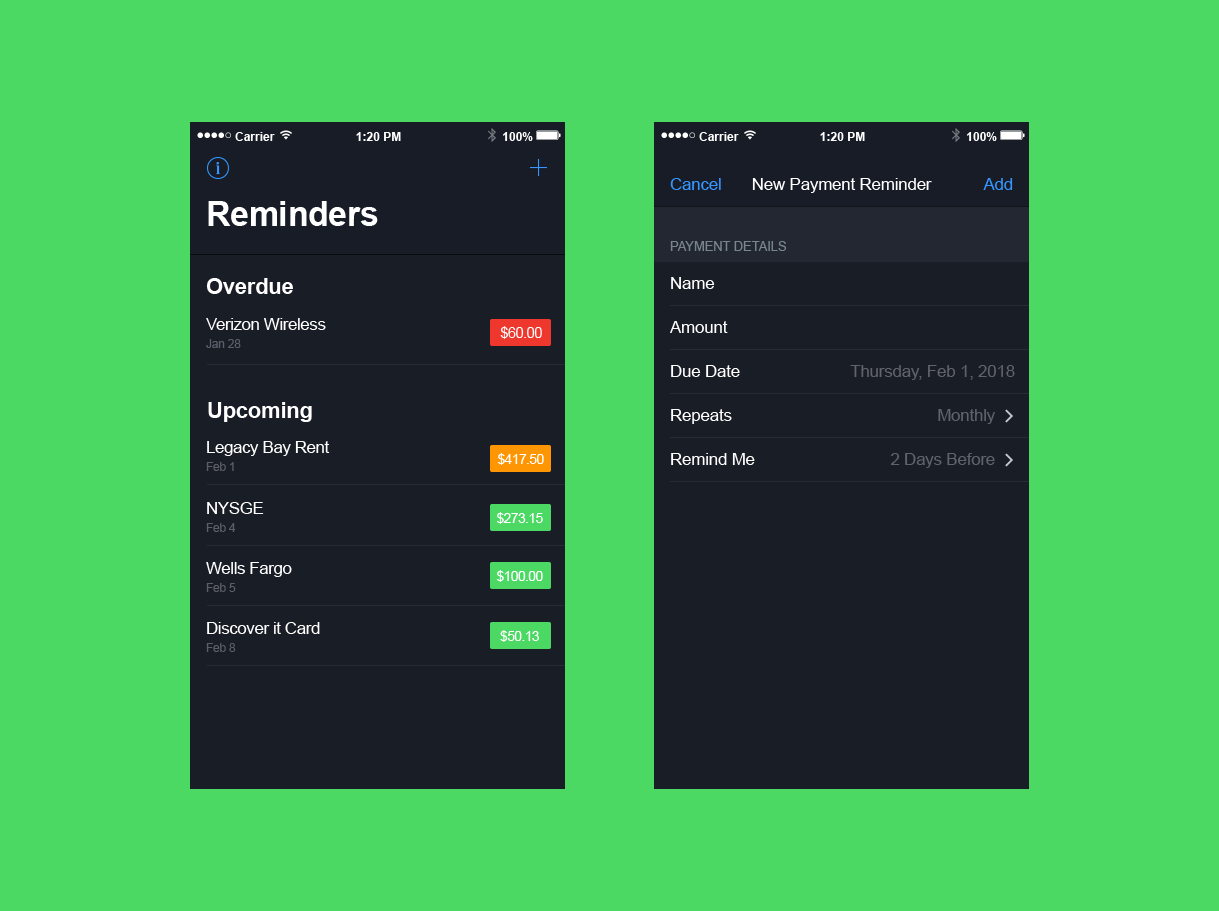 Carrier 1:20 PM 100%
Reminders
Overdue
Verizon Wireless
Jan 28
$60.00
Upcoming
Legacy Bay Rent
Feb 1
$417.50
NYSGE
Feb 4
$273.15
Wells Fargo
Feb 5
$100.00
Discover it Card
Feb 8
$50.13
Carrier 1:20 PM 100%
Cancel New Payment Reminder Add
PAYMENT DETAILS
Name
Amount
Due Date Thursday, Feb 1, 2018
Repeats Monthly
Remind Me 2 Days Before